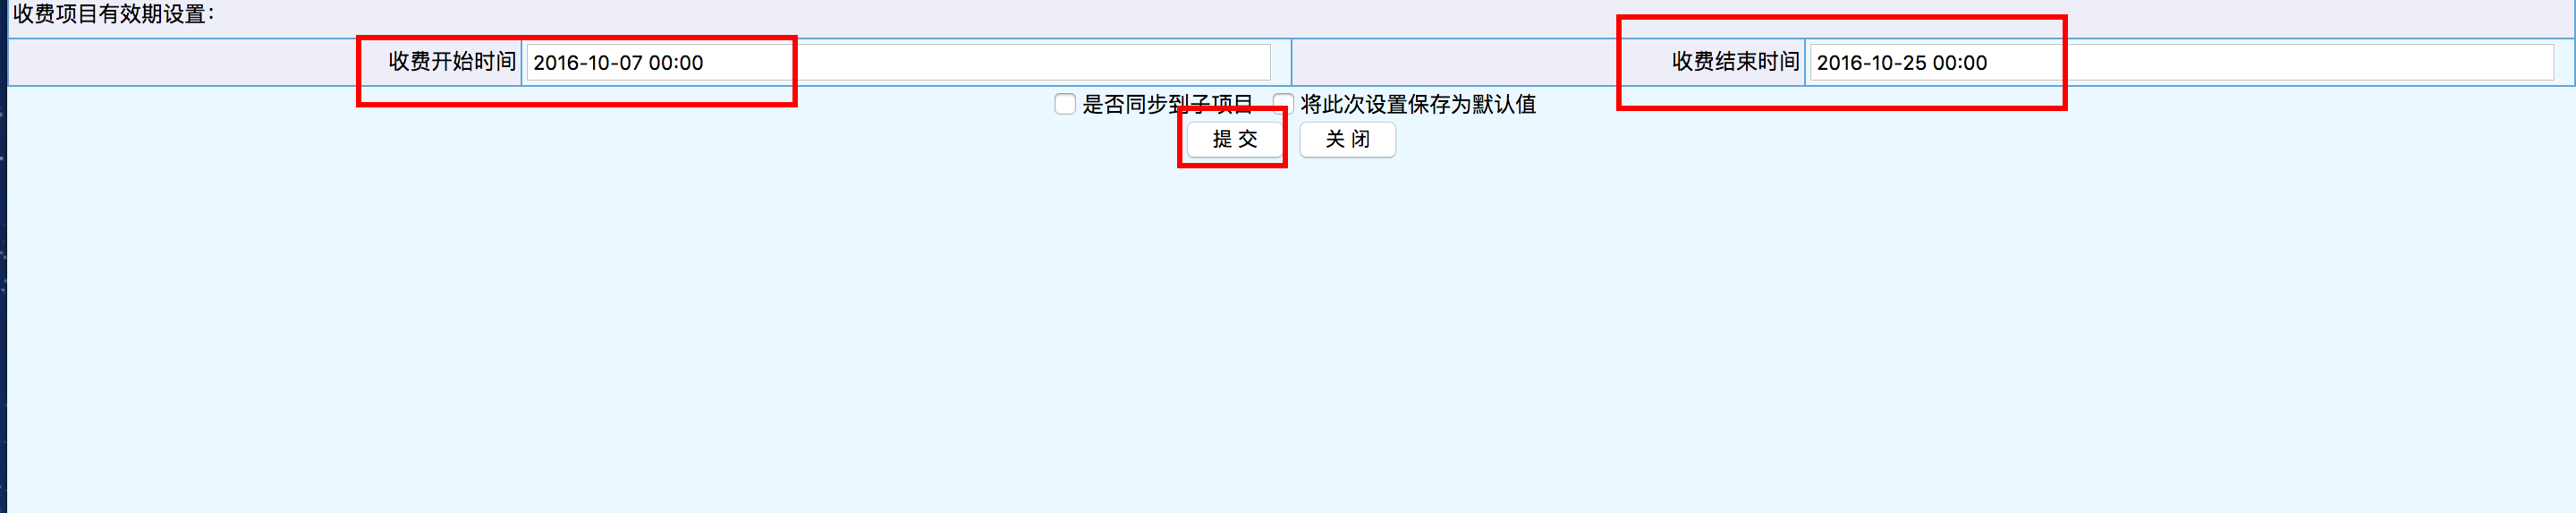 收费项目有效期设置：
收费开始时间 2016-10-07 00:00 收费结束时间 2016-10-25 00:00
是否同步到子项目 将此次设置保存为默认值
提 交 关 闭